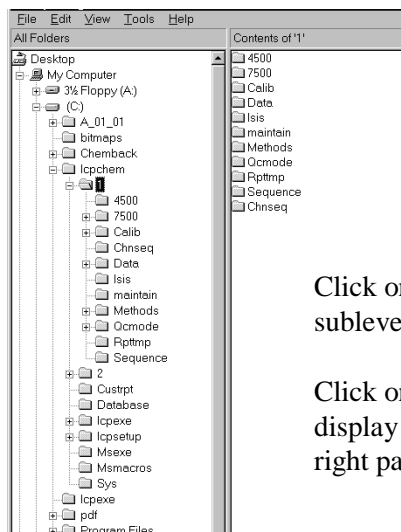 File Edit View Tools Help
All Folders
Desktop
My Computer
3½ Floppy (A:)
(C:)
A_01_01
bitmaps
Chemback
Icpchem
1
4500
7500
Calib
Chnseq
Data
Isis
maintain
Methods
Qcmode
Rpttmp
Sequence
2
Custrpt
Database
Icpexe
Icpsetup
Msexe
Msmacros
Sys
Icpexe
pdf
Program Files
Contents of '1'
4500
7500
Calib
Data
Isis
maintain
Methods
Qcmode
Rpttmp
Sequence
Chnseq
Click
subleve
Click
display
right pa